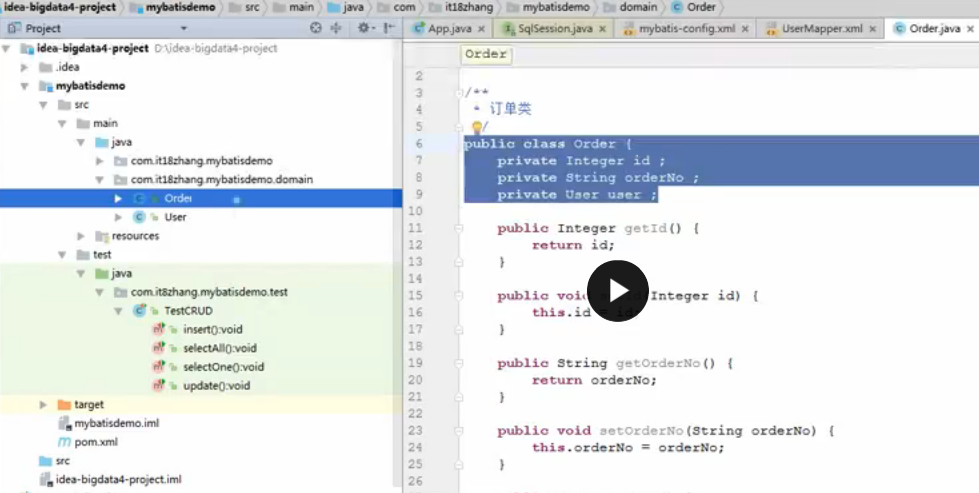 idea-bigdata4-project mybatisdemo src main java com it18zhang mybatisdemo domain Order
Project
App.java SqlSession.java mybatis-config.xml UserMapper.xml Order.java
idea-bigdata4-project D:\idea-bigdata4-project
.idea
mybatisdemo
src
main
java
com.it18zhang.mybatisdemo
com.it18zhang.mybatisdemo.domain
Order
User
resources
test
java
com.it8zhang.mybatisdemo.test
TestCRUD
insert():void
selectAll():void
selectOne():void
update():void
target
mybatisdemo.iml
pom.xml
src
idea-bigdata4-project.iml
Order
2
3 /**
4 * 订单类
5 */
6 public class Order {
7 private Integer id ;
8 private String orderNo ;
9 private User user ;
10
11 public Integer getId() {
12 return id;
13 }
14
15 public void (Integer id) {
16 this.id
17 }
18
19 public String getOrderNo() {
20 return orderNo;
21 }
22
23 public void setOrderNo(String orderNo) {
24 this.orderNo = orderNo;
25 }
26